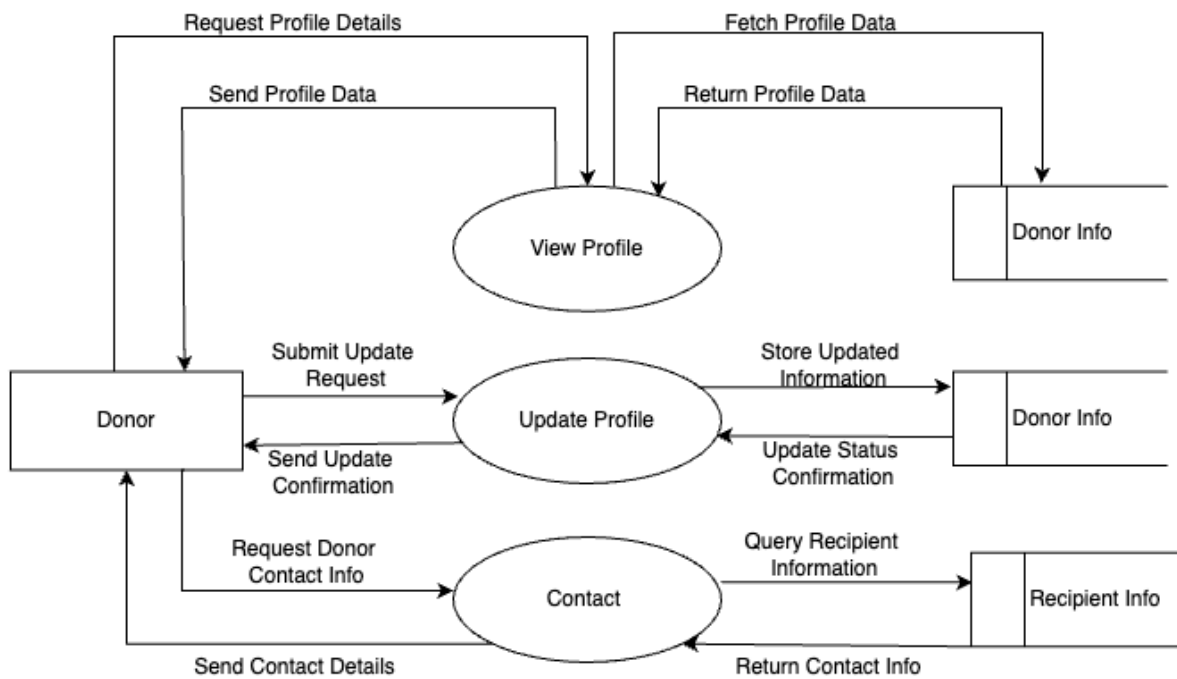 Request Profile Details
Fetch Profile Data
Send Profile Data
Return Profile Data
View Profile
Donor Info
Submit Update
Request
Store Updated
Information
Donor
Update Profile
Donor Info
Send Update
Confirmation
Update Status
Confirmation
Request Donor
Contact Info
Query Recipient
Information
Contact
Recipient Info
Send Contact Details
Return Contact Info